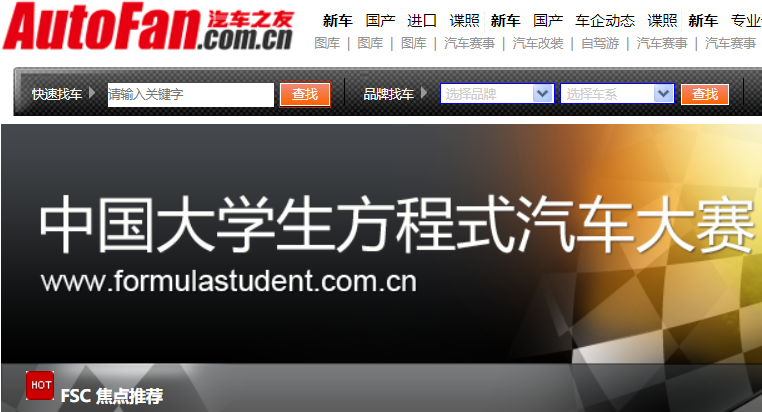 AutoFan汽车之友.com.cn
新车 国产 进口 谍照 新车 国产 车企动态 谍照 新车 专业
图库 | 图库 | 图库 | 汽车赛事 | 汽车改装 | 自驾游 | 汽车赛事 | 汽车赛事
快速找车 请输入关键字 查找 品牌找车 选择品牌 选择车系 查找
中国大学生方程式汽车大赛
www.formulastudent.com.cn
HOT FSC 焦点推荐